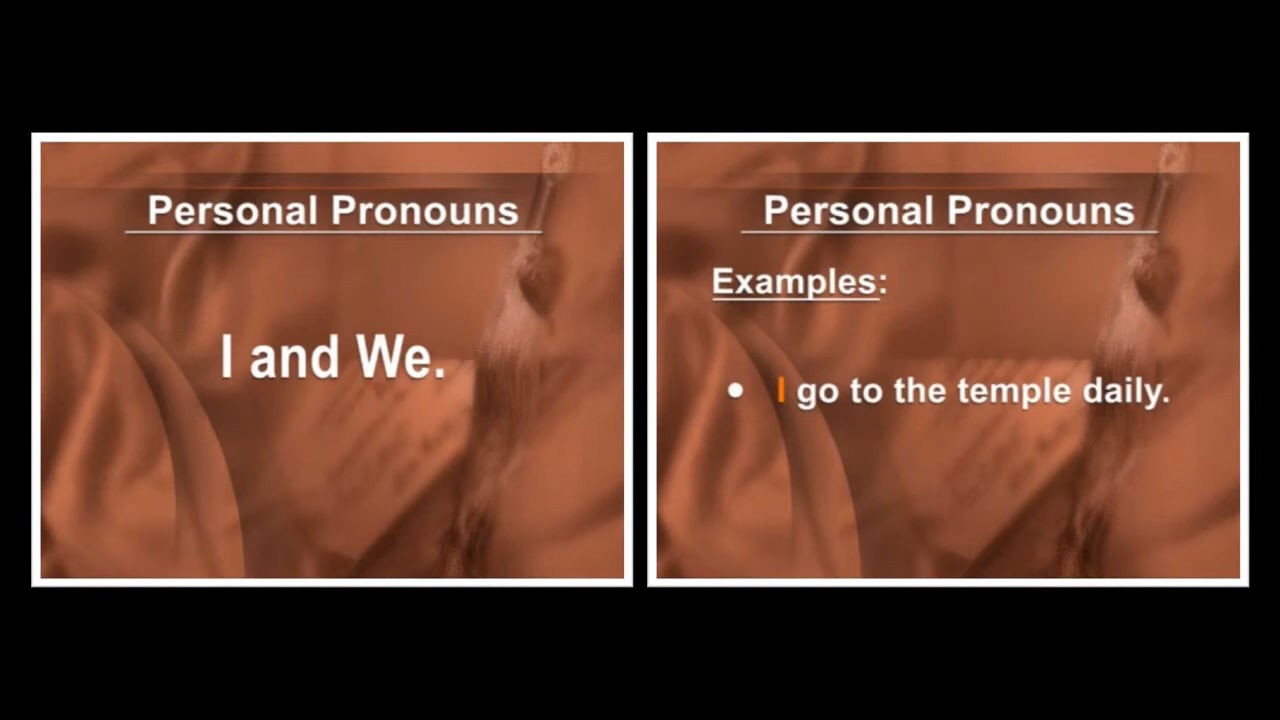 Personal Pronouns
I and We.
Personal Pronouns
Examples:
• I go to the temple daily.